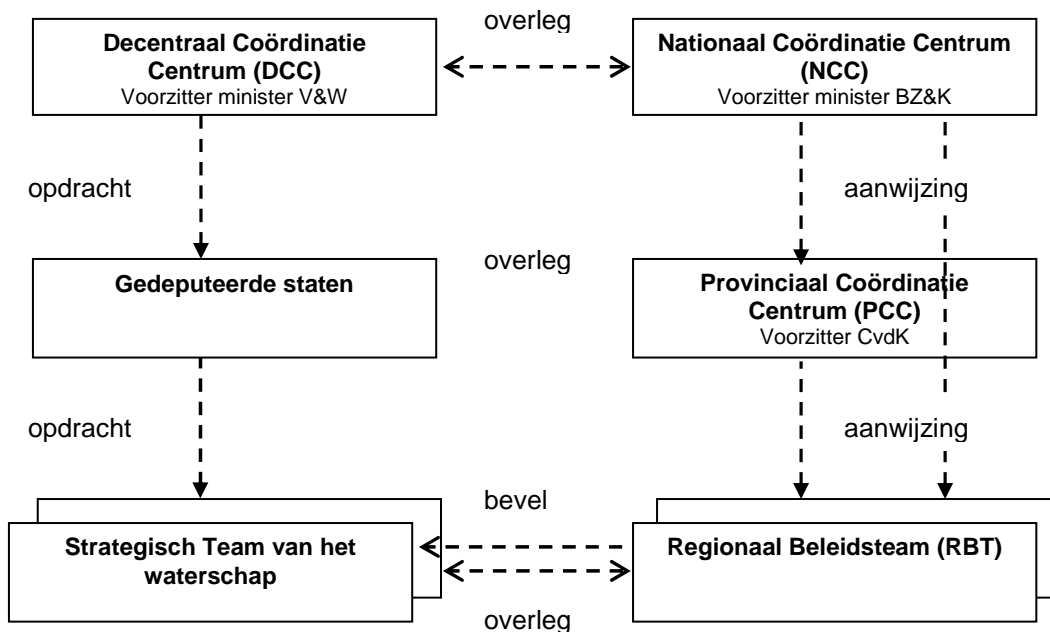 overleg
Decentraal Coördinatie
Centrum (DCC)
Voorzitter minister V&W
Nationaal Coördinatie Centrum
(NCC)
Voorzitter minister BZ&K
opdracht
aanwijzing
Gedeputeerde staten
overleg
Provinciaal Coördinatie
Centrum (PCC)
Voorzitter CvdK
opdracht
aanwijzing
bevel
Strategisch Team van het
waterschap
Regionaal Beleidsteam (RBT)
overleg